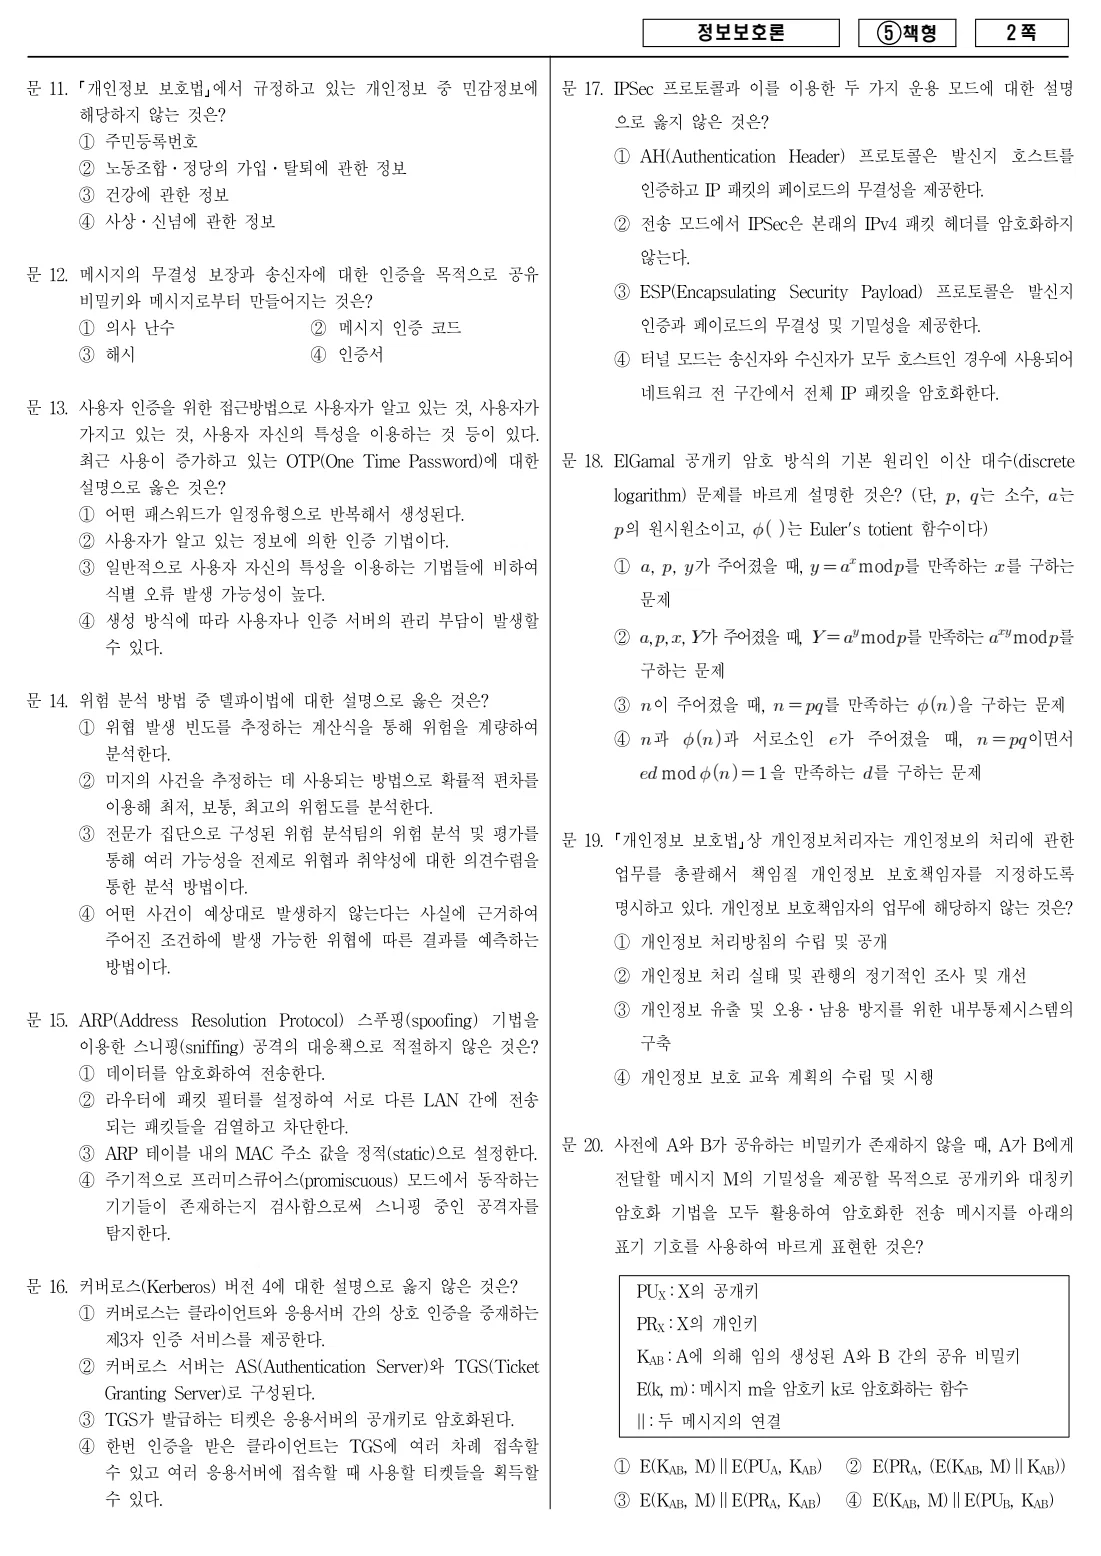 정보보호론
⑤책형
2쪽
문 11. 「개인정보 보호법」에서 규정하고 있는 개인정보 중 민감정보에
해당하지 않는 것은?
① 주민등록번호
② 노동조합・정당의 가입・탈퇴에 관한 정보
③ 건강에 관한 정보
④ 사상・신념에 관한 정보
문 12. 메시지의 무결성 보장과 송신자에 대한 인증을 목적으로 공유
비밀키와 메시지로부터 만들어지는 것은?
① 의사 난수 ② 메시지 인증 코드
③ 해시 ④ 인증서
문 13. 사용자 인증을 위한 접근방법으로 사용자가 알고 있는 것, 사용자가
가지고 있는 것, 사용자 자신의 특성을 이용하는 것 등이 있다.
최근 사용이 증가하고 있는 OTP(One Time Password)에 대한
설명으로 옳은 것은?
① 어떤 패스워드가 일정유형으로 반복해서 생성된다.
② 사용자가 알고 있는 정보에 의한 인증 기법이다.
③ 일반적으로 사용자 자신의 특성을 이용하는 기법들에 비하여
식별 오류 발생 가능성이 높다.
④ 생성 방식에 따라 사용자나 인증 서버의 관리 부담이 발생할
수 있다.
문 14. 위험 분석 방법 중 델파이법에 대한 설명으로 옳은 것은?
① 위협 발생 빈도를 추정하는 계산식을 통해 위험을 계량하여
분석한다.
② 미지의 사건을 추정하는 데 사용되는 방법으로 확률적 편차를
이용해 최저, 보통, 최고의 위험도를 분석한다.
③ 전문가 집단으로 구성된 위험 분석팀의 위험 분석 및 평가를
통해 여러 가능성을 전제로 위협과 취약성에 대한 의견수렴을
통한 분석 방법이다.
④ 어떤 사건이 예상대로 발생하지 않는다는 사실에 근거하여
주어진 조건하에 발생 가능한 위협에 따른 결과를 예측하는
방법이다.
문 15. ARP(Address Resolution Protocol) 스푸핑(spoofing) 기법을
이용한 스니핑(sniffing) 공격의 대응책으로 적절하지 않은 것은?
① 데이터를 암호화하여 전송한다.
② 라우터에 패킷 필터를 설정하여 서로 다른 LAN 간에 전송
되는 패킷들을 검열하고 차단한다.
③ ARP 테이블 내의 MAC 주소 값을 정적(static)으로 설정한다.
④ 주기적으로 프러미스큐어스(promiscuous) 모드에서 동작하는
기기들이 존재하는지 검사함으로써 스니핑 중인 공격자를
탐지한다.
문 16. 커버로스(Kerberos) 버전 4에 대한 설명으로 옳지 않은 것은?
① 커버로스는 클라이언트와 응용서버 간의 상호 인증을 중재하는
제3자 인증 서비스를 제공한다.
② 커버로스 서버는 AS(Authentication Server)와 TGS(Ticket
Granting Server)로 구성된다.
③ TGS가 발급하는 티켓은 응용서버의 공개키로 암호화된다.
④ 한번 인증을 받은 클라이언트는 TGS에 여러 차례 접속할
수 있고 여러 응용서버에 접속할 때 사용할 티켓들을 획득할
수 있다.
문 17. IPSec 프로토콜과 이를 이용한 두 가지 운용 모드에 대한 설명
으로 옳지 않은 것은?
① AH(Authentication Header) 프로토콜은 발신지 호스트를
인증하고 IP 패킷의 페이로드의 무결성을 제공한다.
② 전송 모드에서 IPSec은 본래의 IPv4 패킷 헤더를 암호화하지
않는다.
③ ESP(Encapsulating Security Payload) 프로토콜은 발신지
인증과 페이로드의 무결성 및 기밀성을 제공한다.
④ 터널 모드는 송신자와 수신자가 모두 호스트인 경우에 사용되어
네트워크 전 구간에서 전체 IP 패킷을 암호화한다.
문 18. ElGamal 공개키 암호 방식의 기본 원리인 이산 대수(discrete
logarithm) 문제를 바르게 설명한 것은? (단, p, q는 소수, a는
p의 원시원소이고, ϕ( )는 Euler's totient 함수이다)
① a, p, y가 주어졌을 때, y=a^x mod p를 만족하는 x를 구하는
문제
② a, p, x, Y가 주어졌을 때, Y=a^y mod p를 만족하는 a^xy mod p를
구하는 문제
③ n이 주어졌을 때, n=pq를 만족하는 ϕ(n)을 구하는 문제
④ n과 ϕ(n)과 서로소인 e가 주어졌을 때, n=pq이면서
ed mod ϕ(n)=1을 만족하는 d를 구하는 문제
문 19. 「개인정보 보호법」상 개인정보처리자는 개인정보의 처리에 관한
업무를 총괄해서 책임질 개인정보 보호책임자를 지정하도록
명시하고 있다. 개인정보 보호책임자의 업무에 해당하지 않는 것은?
① 개인정보 처리방침의 수립 및 공개
② 개인정보 처리 실태 및 관행의 정기적인 조사 및 개선
③ 개인정보 유출 및 오용・남용 방지를 위한 내부통제시스템의
구축
④ 개인정보 보호 교육 계획의 수립 및 시행
문 20. 사전에 A와 B가 공유하는 비밀키가 존재하지 않을 때, A가 B에게
전달할 메시지 M의 기밀성을 제공할 목적으로 공개키와 대칭키
암호화 기법을 모두 활용하여 암호화한 전송 메시지를 아래의
표기 기호를 사용하여 바르게 표현한 것은?
PU_X : X의 공개키
PR_X : X의 개인키
K_AB : A에 의해 임의 생성된 A와 B 간의 공유 비밀키
E(k, m) : 메시지 m을 암호키 k로 암호화하는 함수
|| : 두 메시지의 연결
① E(K_AB, M) || E(PU_A, K_AB) ② E(PR_A, (E(K_AB, M) || K_AB))
③ E(K_AB, M) || E(PR_A, K_AB) ④ E(K_AB, M) || E(PU_B, K_AB)